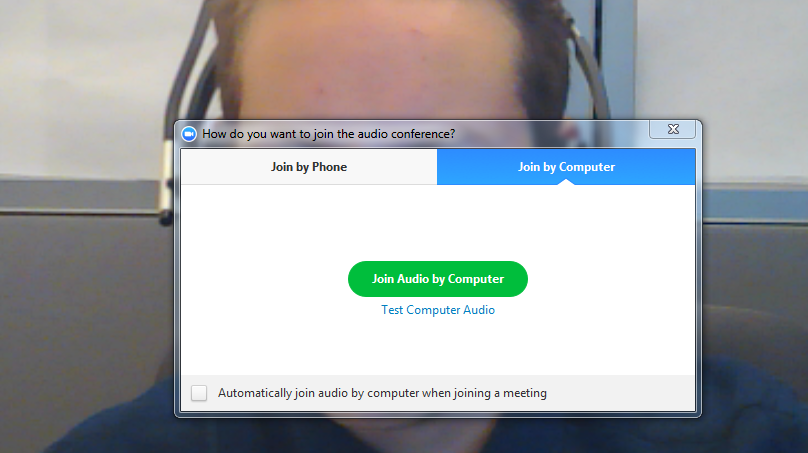 How do you want to join the audio conference?
Join by Phone
Join by Computer
Join Audio by Computer
Test Computer Audio
Automatically join audio by computer when joining a meeting